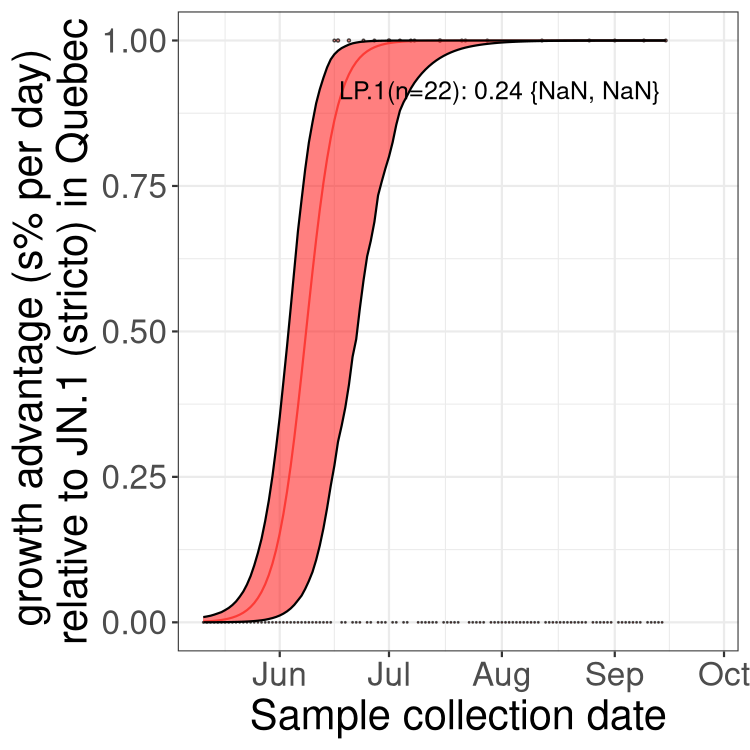 growth advantage (s% per day)
relative to JN.1 (stricto) in Quebec
1.00
0.75
0.50
0.25
0.00
LP.1(n=22): 0.24 {NaN, NaN}
Jun Jul Aug Sep Oct
Sample collection date